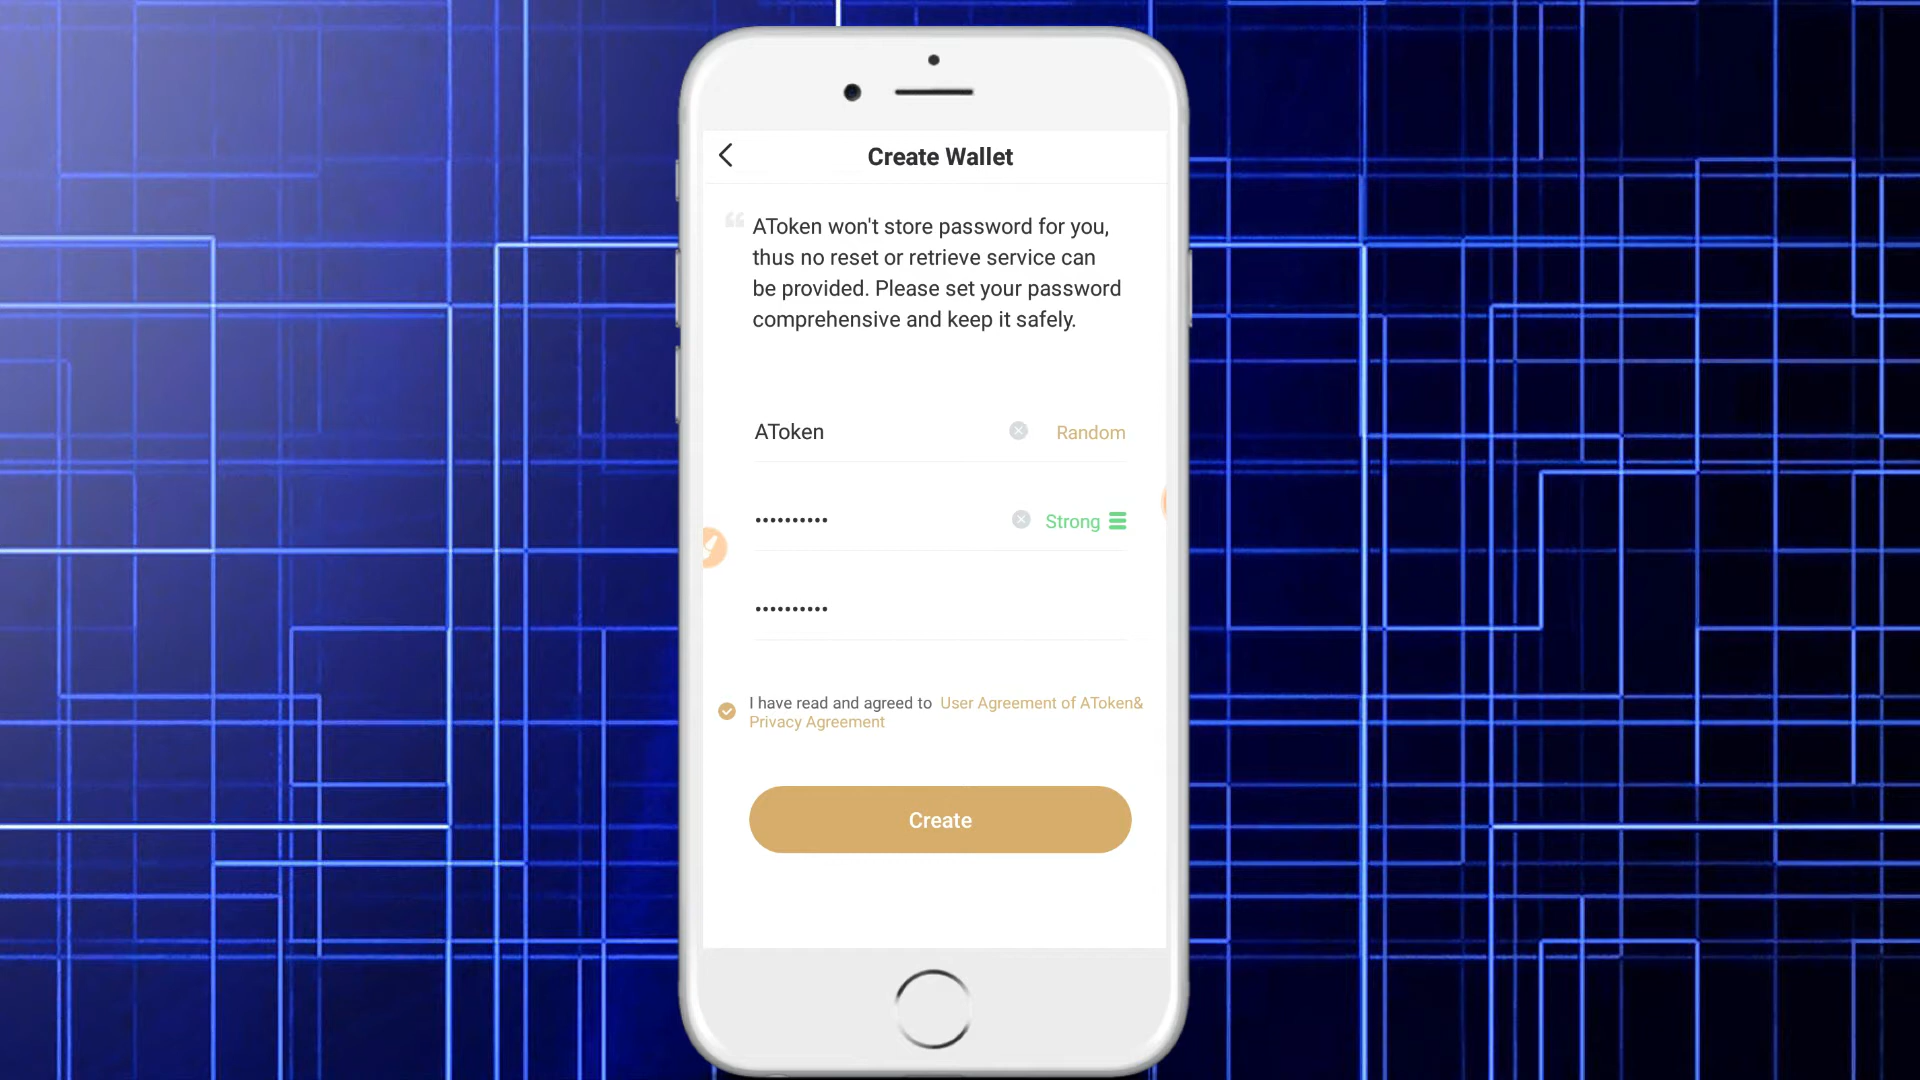 Create Wallet
AToken won't store password for you,
thus no reset or retrieve service can
be provided. Please set your password
comprehensive and keep it safely.
AToken Random
•••••••••• Strong
••••••••••
I have read and agreed to User Agreement of AToken&
Privacy Agreement
Create